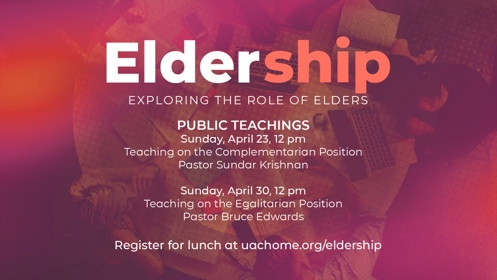 Eldership
EXPLORING THE ROLE OF ELDERS
PUBLIC TEACHINGS
Sunday, April 23, 12 pm
Teaching on the Complementarian Position
Pastor Sundar Krishnan
Sunday, April 30, 12 pm
Teaching on the Egalitarian Position
Pastor Bruce Edwards
Register for lunch at uachome.org/eldership